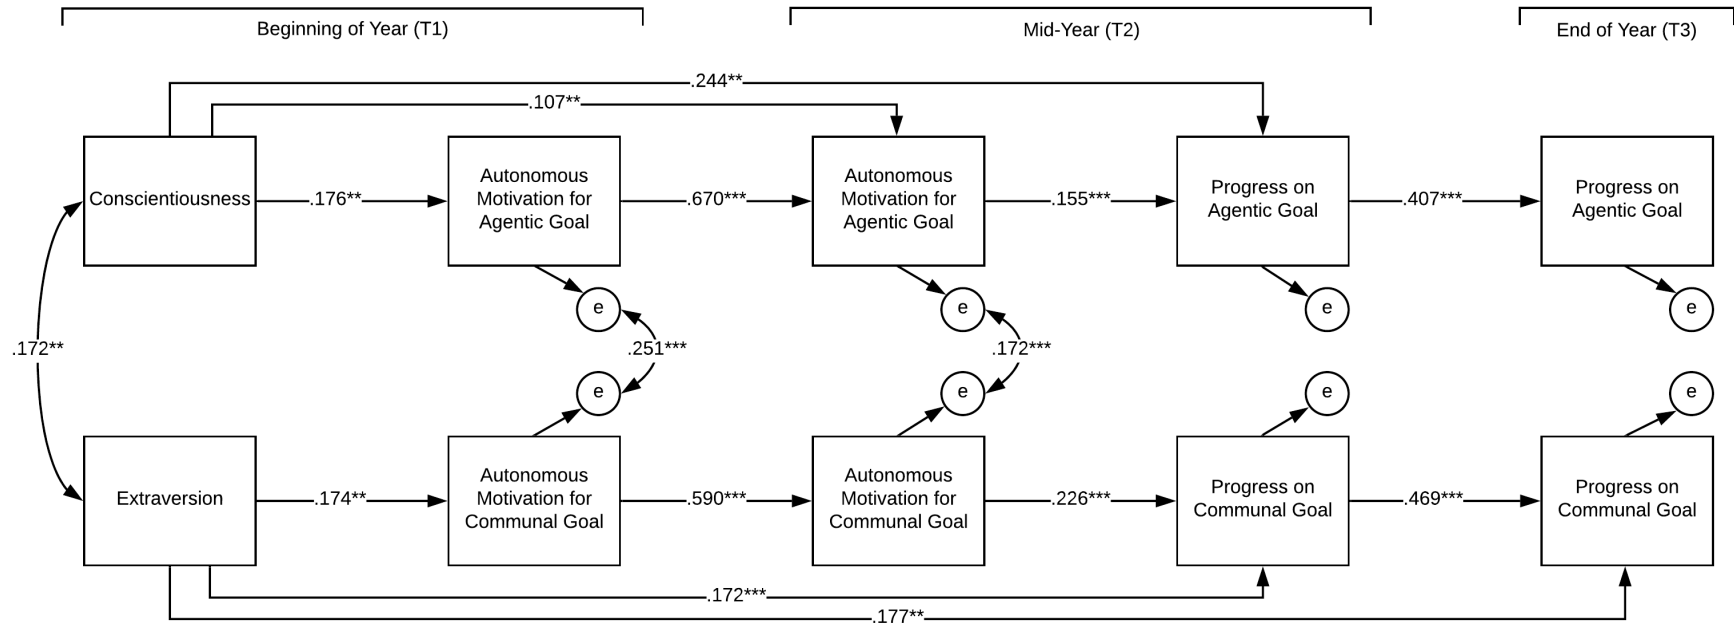 Beginning of Year (T1)
Mid-Year (T2)
End of Year (T3)
.244**
.107**
Conscientiousness
.176**
Autonomous
Motivation for
Agentic Goal
.670***
Autonomous
Motivation for
Agentic Goal
.155***
Progress on
Agentic Goal
.407***
Progress on
Agentic Goal
e
e
e
e
.172**
.251***
.172***
e
e
e
e
Extraversion
.174**
Autonomous
Motivation for
Communal Goal
.590***
Autonomous
Motivation for
Communal Goal
.226***
Progress on
Communal Goal
.469***
Progress on
Communal Goal
.172***
.177**